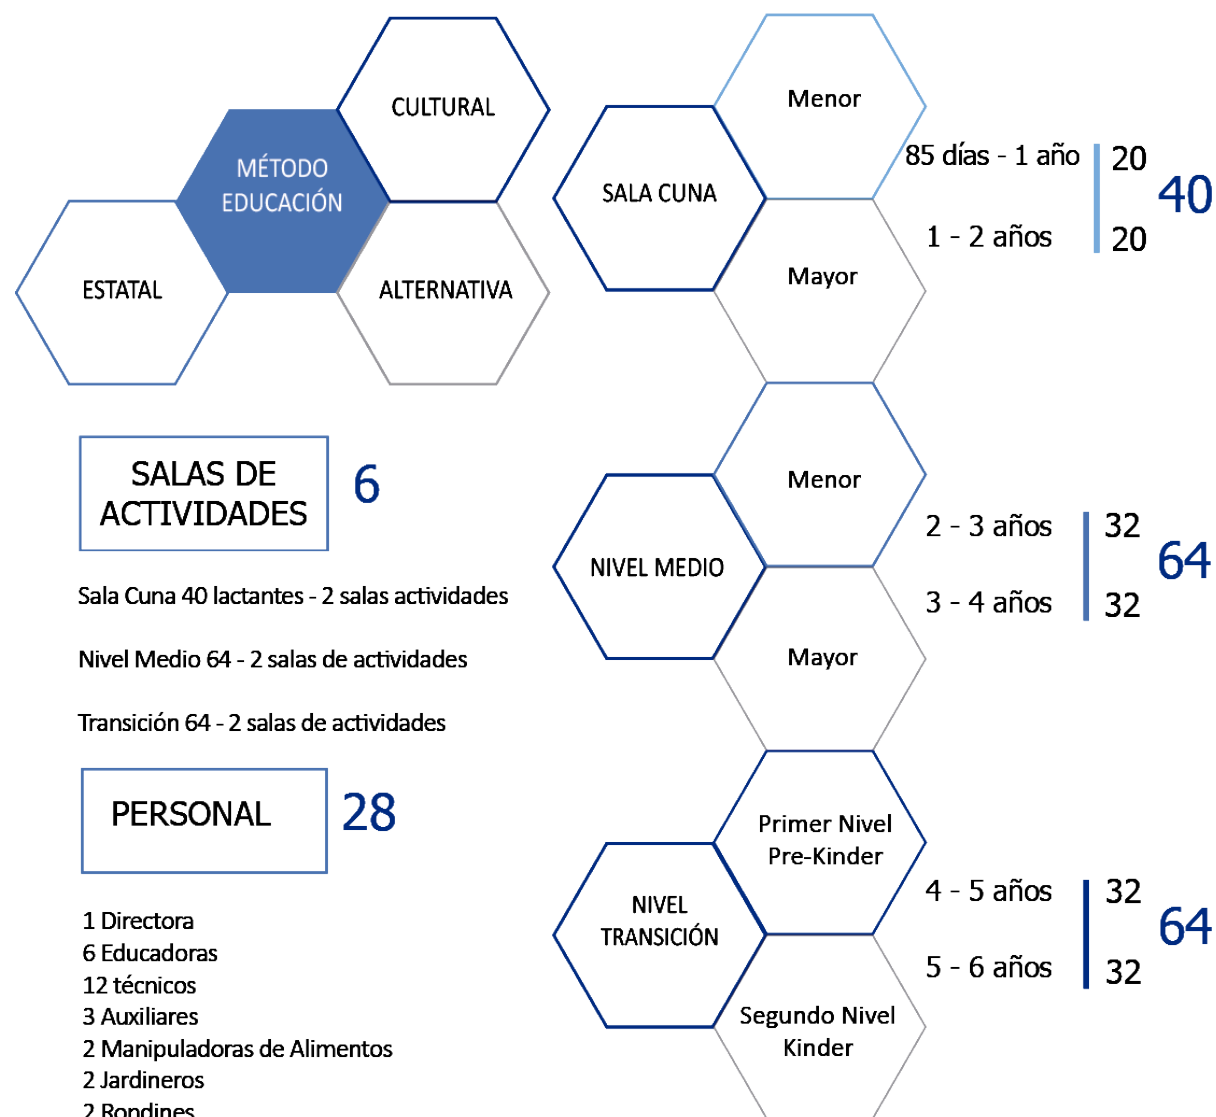 CULTURAL
MÉTODO
EDUCACIÓN
ESTATAL
ALTERNATIVA
SALAS DE
ACTIVIDADES
6
Sala Cuna 40 lactantes - 2 salas actividades
Nivel Medio 64 - 2 salas de actividades
Transición 64 - 2 salas de actividades
PERSONAL
28
1 Directora
6 Educadoras
12 técnicos
3 Auxiliares
2 Manipuladoras de Alimentos
2 Jardineros
2 Rondines
SALA CUNA
Menor
Mayor
85 días - 1 año
20
1 - 2 años
20
40
NIVEL MEDIO
Menor
Mayor
2 - 3 años
32
3 - 4 años
32
64
NIVEL
TRANSICIÓN
Primer Nivel
Pre-Kinder
Segundo Nivel
Kinder
4 - 5 años
32
5 - 6 años
32
64